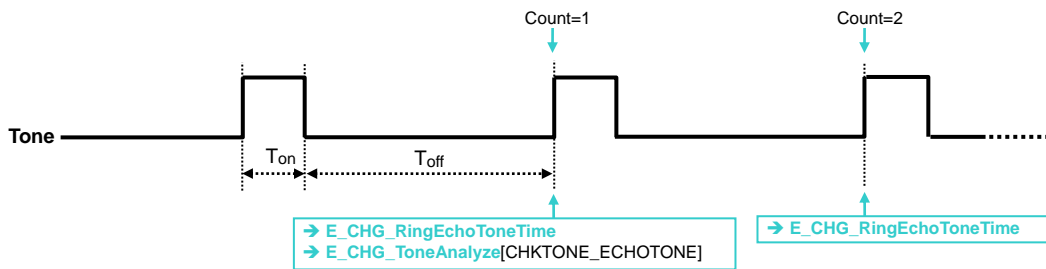 Count=1
Count=2
Tone
Ton
Toff
➔ E_CHG_RingEchoToneTime
➔ E_CHG_ToneAnalyze[CHKTONE_ECHOTONE]
➔ E_CHG_RingEchoToneTime